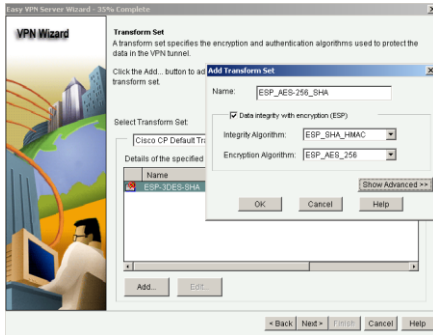 Easy VPN Server Wizard - 35% Complete
VPN Wizard
Transform Set
A transform set specifies the encryption and authentication algorithms used to protect the
data in the VPN tunnel.
Click the Add... button to ad
transform set.
Select Transform Set:
Cisco CP Default Tra
Details of the specified
Name
ESP-3DES-SHA
Add...
Edit...
Add Transform Set
Name:
ESP_AES-256_SHA
Data integrity with encryption (ESP)
Integrity Algorithm:
ESP_SHA_HMAC
Encryption Algorithm:
ESP_AES_256
Show Advanced >>
OK
Cancel
Help
< Back
Next >
Finish
Cancel
Help